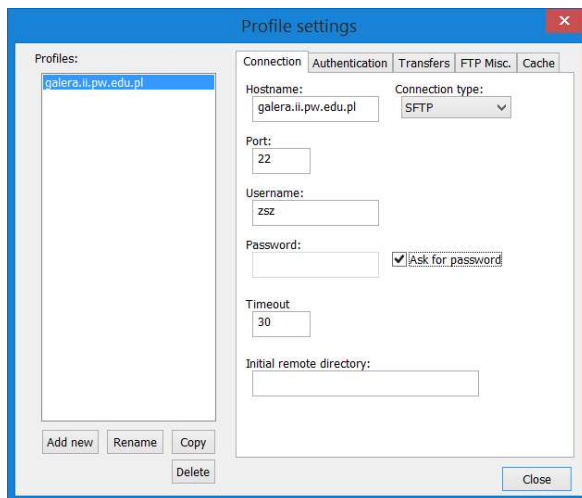 Profile settings
Profiles:
galera.ii.pw.edu.pl
Add new
Rename
Copy
Delete
Connection
Authentication
Transfers
FTP Misc.
Cache
Hostname:
Connection type:
galera.ii.pw.edu.pl
SFTP
Port:
22
Username:
zsz
Password:
Ask for password
Timeout
30
Initial remote directory:
Close